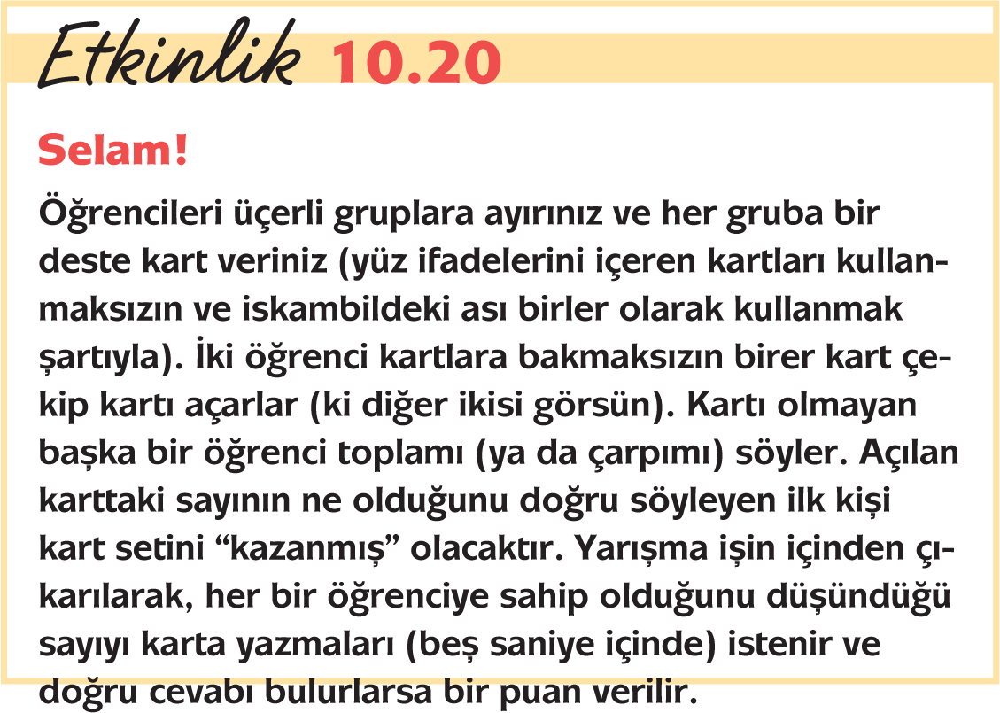 Etkinlik 10.20
Selam!
Öğrencileri üçerli gruplara ayırınız ve her gruba bir
deste kart veriniz (yüz ifadelerini içeren kartları kullan-
maksızın ve iskambildeki ası birler olarak kullanmak
şartıyla). İki öğrenci kartlara bakmaksızın birer kart çe-
kip kartı açarlar (ki diğer ikisi görsün). Kartı olmayan
başka bir öğrenci toplamı (ya da çarpımı) söyler. Açılan
karttaki sayının ne olduğunu doğru söyleyen ilk kişi
kart setini “kazanmış” olacaktır. Yarışma işin içinden çı-
karılarak, her bir öğrenciye sahip olduğunu düşündüğü
sayıyı karta yazmaları (beş saniye içinde) istenir ve
doğru cevabı bulurlarsa bir puan verilir.